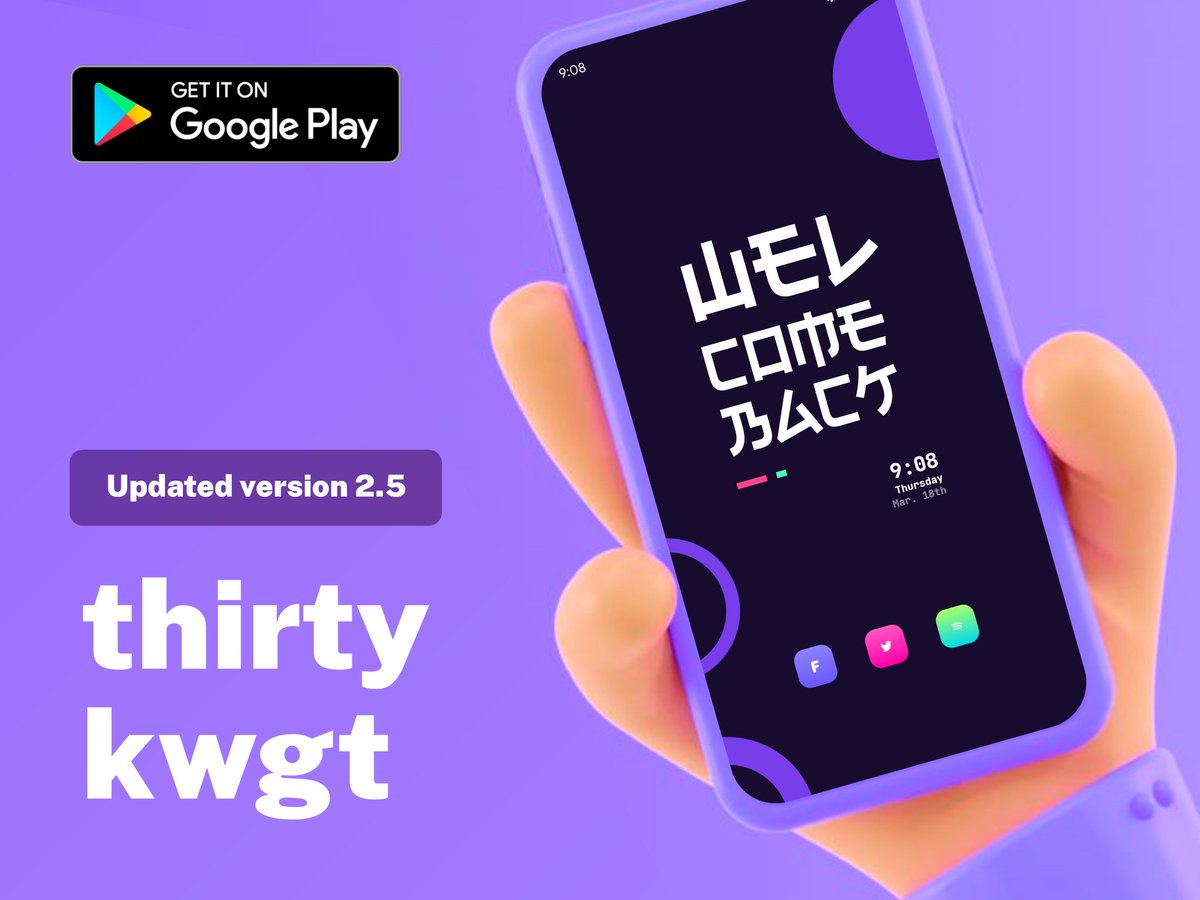 GET IT ON
Google Play
Updated version 2.5
thirty
kwgt
9:08
WEL
COME
BACK
9:08
Thursday
Mar. 18th
F